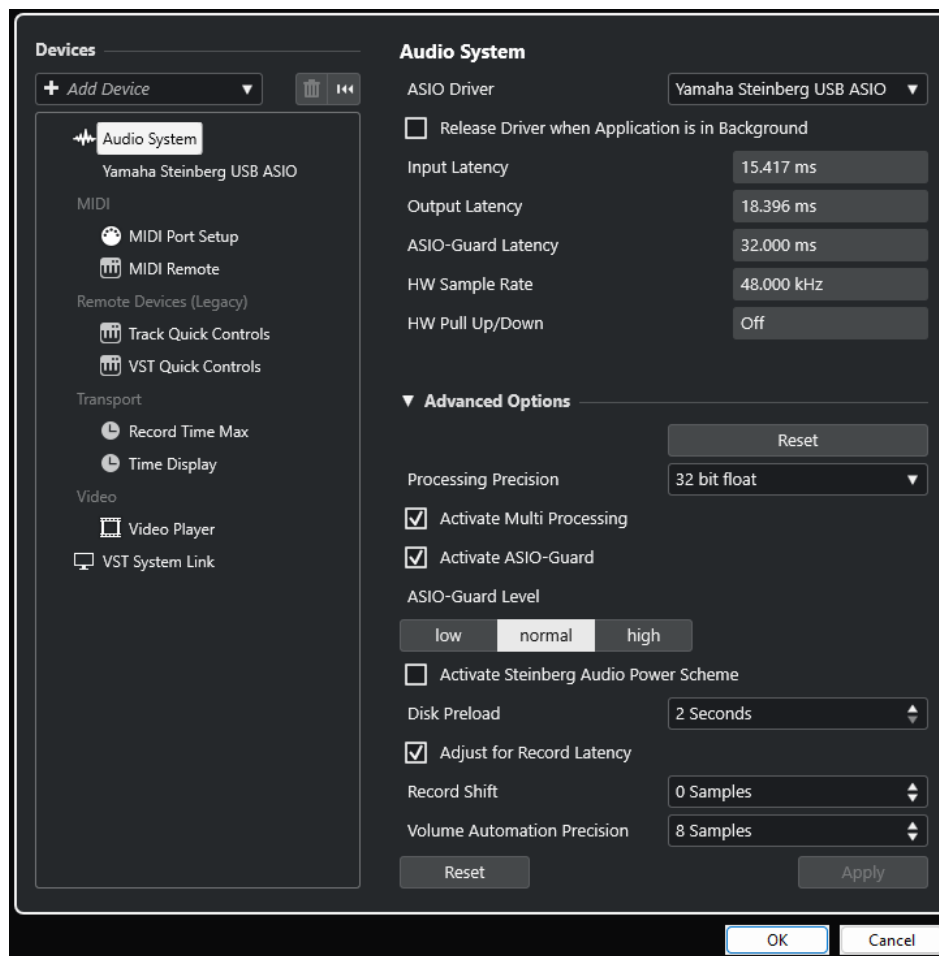 Devices
Add Device
Audio System
Yamaha Steinberg USB ASIO
MIDI
MIDI Port Setup
MIDI Remote
Remote Devices (Legacy)
Track Quick Controls
VST Quick Controls
Transport
Record Time Max
Time Display
Video
Video Player
VST System Link
Audio System
ASIO Driver Yamaha Steinberg USB ASIO
Release Driver when Application is in Background
Input Latency 15.417 ms
Output Latency 18.396 ms
ASIO-Guard Latency 32.000 ms
HW Sample Rate 48.000 kHz
HW Pull Up/Down Off
Advanced Options
Reset
Processing Precision 32 bit float
Activate Multi Processing
Activate ASIO-Guard
ASIO-Guard Level
low normal high
Activate Steinberg Audio Power Scheme
Disk Preload 2 Seconds
Adjust for Record Latency
Record Shift 0 Samples
Volume Automation Precision 8 Samples
Reset Apply
OK Cancel